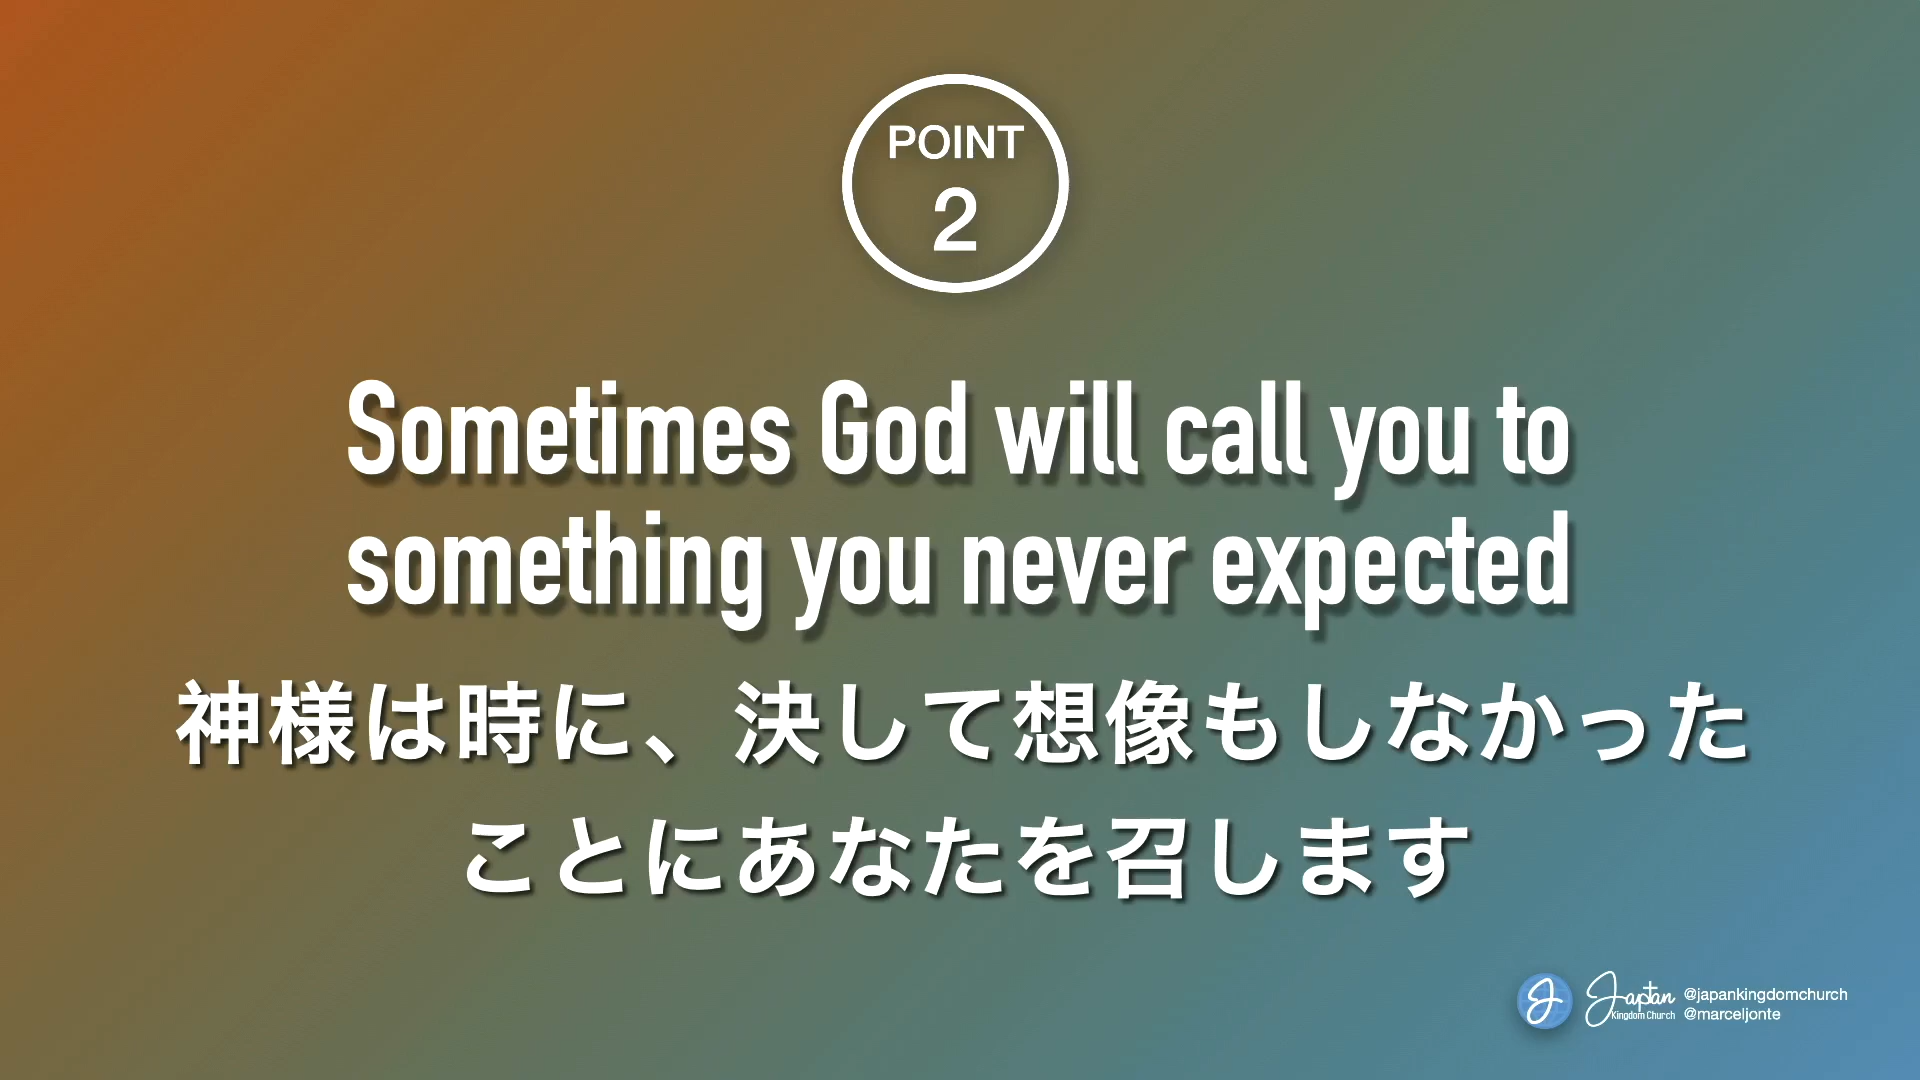 POINT
2
Sometimes God will call you to
something you never expected
神様は時に、決して想像もしなかった
ことにあなたを召します
J
Japan
Kingdom Church
@japankingdomchurch
@marceljonte